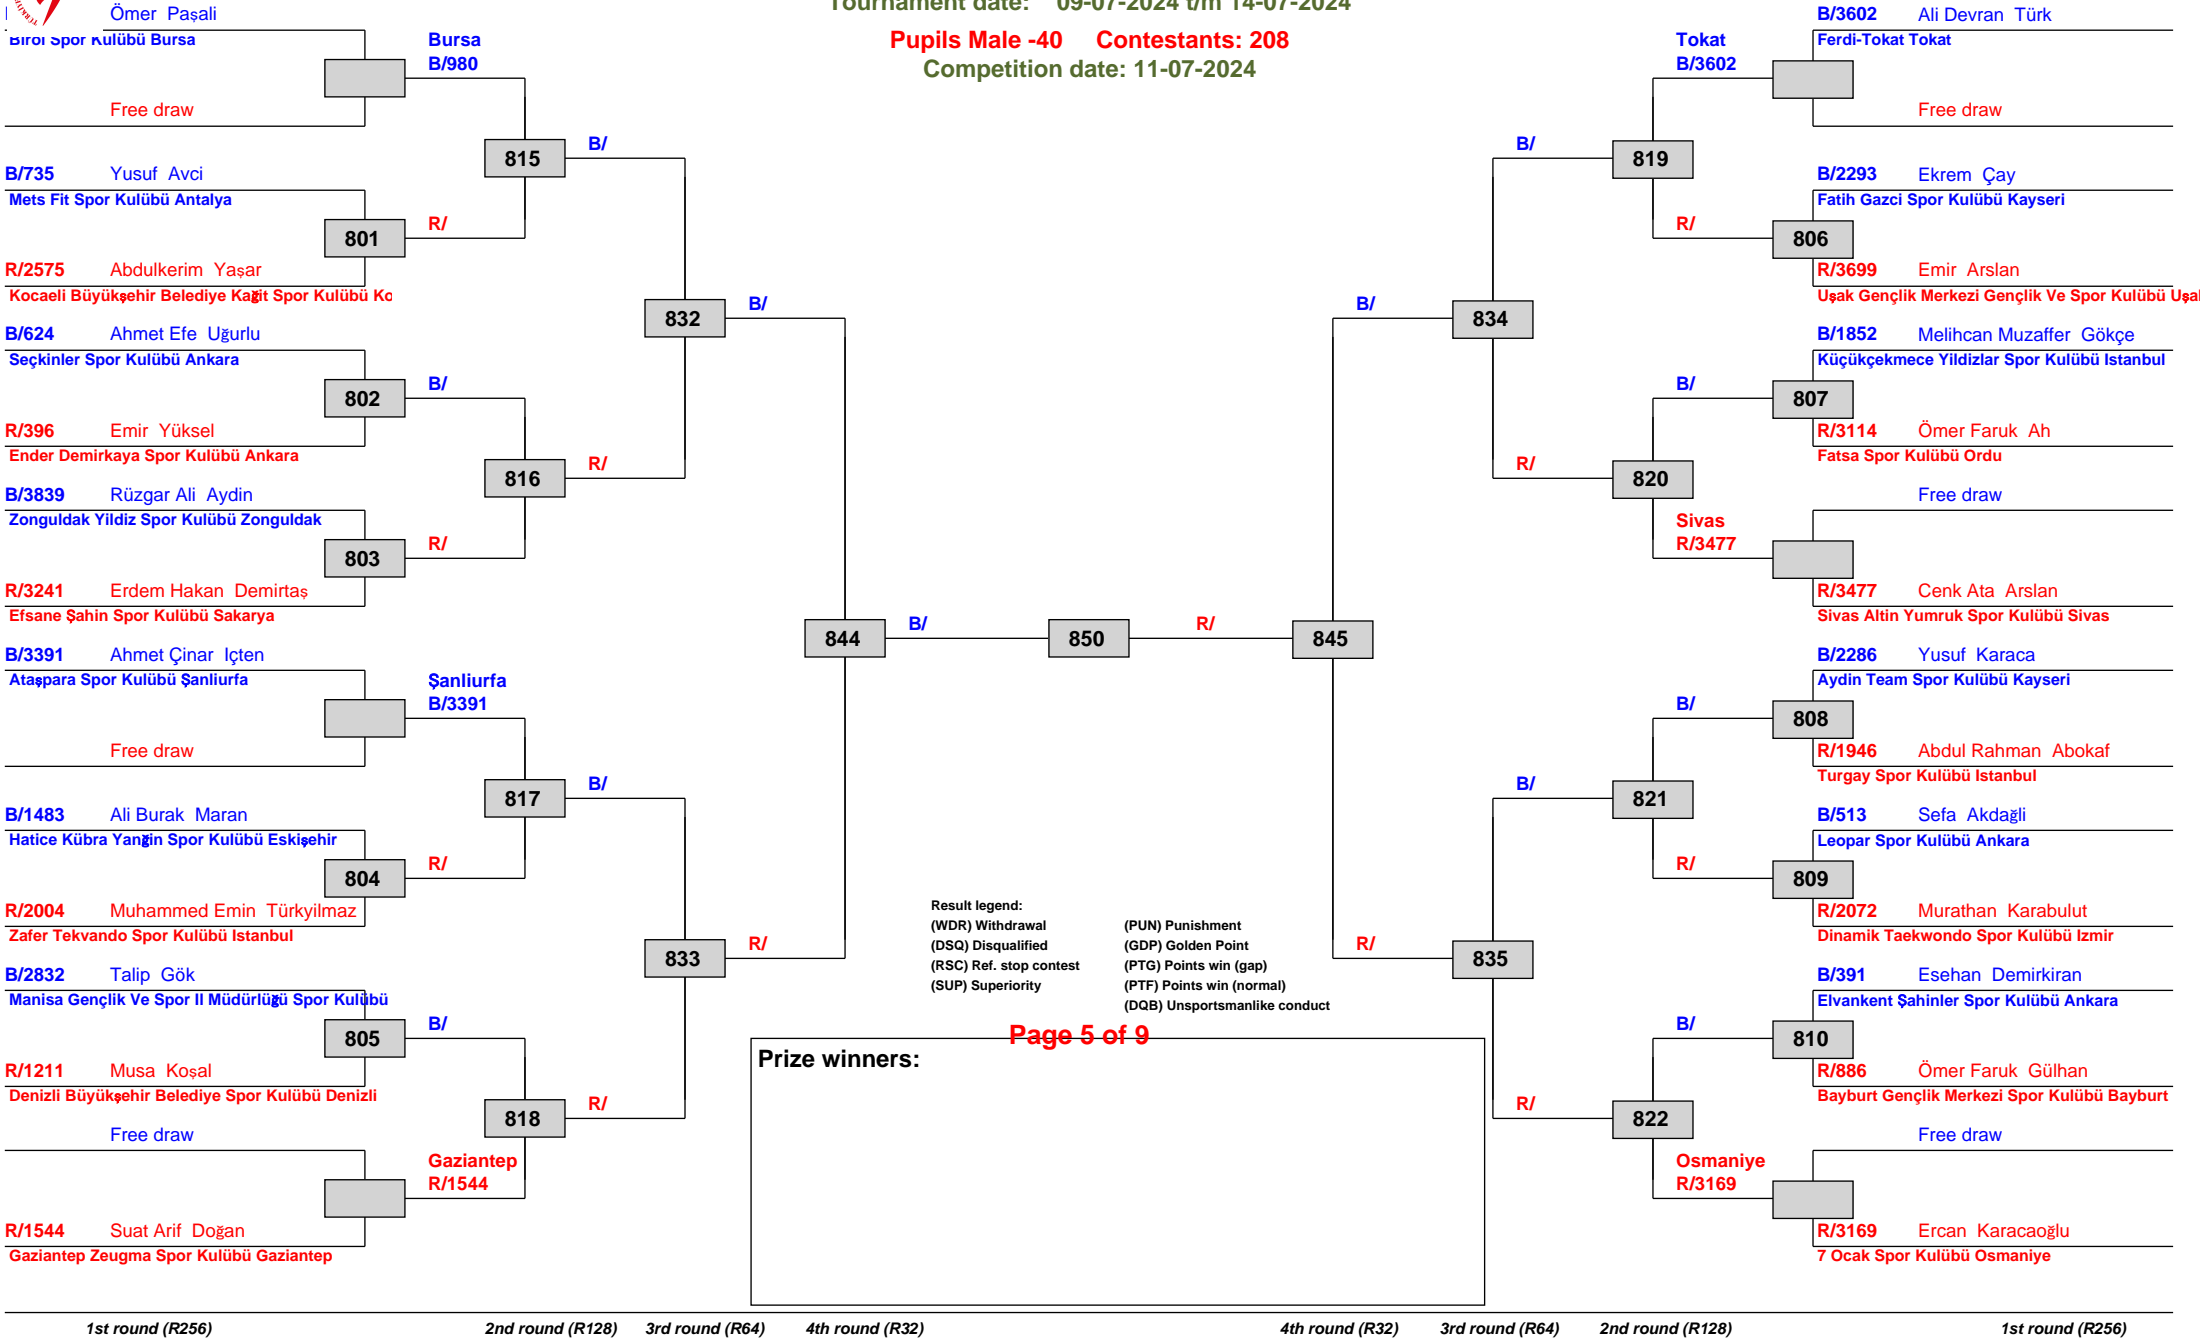 Tournament date: 09-07-2024 t/m 14-07-2024
Pupils Male -40 Contestants: 208
Competition date: 11-07-2024
Ömer Paşali
Birol Spor Kulübü Bursa
Free draw
Bursa
B/980
B/735 Yusuf Avci
Mets Fit Spor Kulübü Antalya
801
R/2575 Abdulkerim Yaşar
Kocaeli Büyükşehir Belediye Kağit Spor Kulübü Ko
R/
815
B/
B/624 Ahmet Efe Uğurlu
Seçkinler Spor Kulübü Ankara
802
B/
R/396 Emir Yüksel
Ender Demirkaya Spor Kulübü Ankara
B/3839 Rüzgar Ali Aydin
Zonguldak Yildiz Spor Kulübü Zonguldak
803
R/
R/3241 Erdem Hakan Demirtaş
Efsane Şahin Spor Kulübü Sakarya
816
R/
832
B/
B/3391 Ahmet Çinar Içten
Ataşpara Spor Kulübü Şanliurfa
Free draw
Şanliurfa
B/3391
B/1483 Ali Burak Maran
Hatice Kübra Yanğin Spor Kulübü Eskişehir
804
R/
R/2004 Muhammed Emin Türkyilmaz
Zafer Tekvando Spor Kulübü Istanbul
817
B/
B/2832 Talip Gök
Manisa Gençlik Ve Spor Il Müdürlüğü Spor Kulübü
805
B/
R/1211 Musa Koşal
Denizli Büyükşehir Belediye Spor Kulübü Denizli
Free draw
Gaziantep
R/1544
R/1544 Suat Arif Doğan
Gaziantep Zeugma Spor Kulübü Gaziantep
818
R/
833
R/
844
B/
850
R/
845
B/
834
B/
819
Tokat
B/3602
B/3602 Ali Devran Türk
Ferdi-Tokat Tokat
Free draw
B/2293 Ekrem Çay
Fatih Gazci Spor Kulübü Kayseri
R/
806
R/3699 Emir Arslan
Uşak Gençlik Merkezi Gençlik Ve Spor Kulübü Uşal
B/1852 Melihcan Muzaffer Gökçe
Küçükçekmece Yildizlar Spor Kulübü Istanbul
B/
807
R/3114 Ömer Faruk Ah
Fatsa Spor Kulübü Ordu
R/
820
Free draw
Sivas
R/3477
R/3477 Cenk Ata Arslan
Sivas Altin Yumruk Spor Kulübü Sivas
B/2286 Yusuf Karaca
Aydin Team Spor Kulübü Kayseri
B/
808
R/1946 Abdul Rahman Abokaf
Turgay Spor Kulübü Istanbul
B/
821
B/513 Sefa Akdağli
Leopar Spor Kulübü Ankara
R/
809
R/2072 Murathan Karabulut
Dinamik Taekwondo Spor Kulübü Izmir
R/
835
B/391 Esehan Demirkiran
Elvankent Şahinler Spor Kulübü Ankara
B/
810
R/886 Ömer Faruk Gülhan
Bayburt Gençlik Merkezi Spor Kulübü Bayburt
R/
822
Free draw
Osmaniye
R/3169
R/3169 Ercan Karacaoğlu
7 Ocak Spor Kulübü Osmaniye
Result legend:
(WDR) Withdrawal (PUN) Punishment
(DSQ) Disqualified (GDP) Golden Point
(RSC) Ref. stop contest (PTG) Points win (gap)
(SUP) Superiority (PTF) Points win (normal)
(DQB) Unsportsmanlike conduct
Page 5 of 9
Prize winners:
1st round (R256) 2nd round (R128) 3rd round (R64) 4th round (R32) 4th round (R32) 3rd round (R64) 2nd round (R128) 1st round (R256)